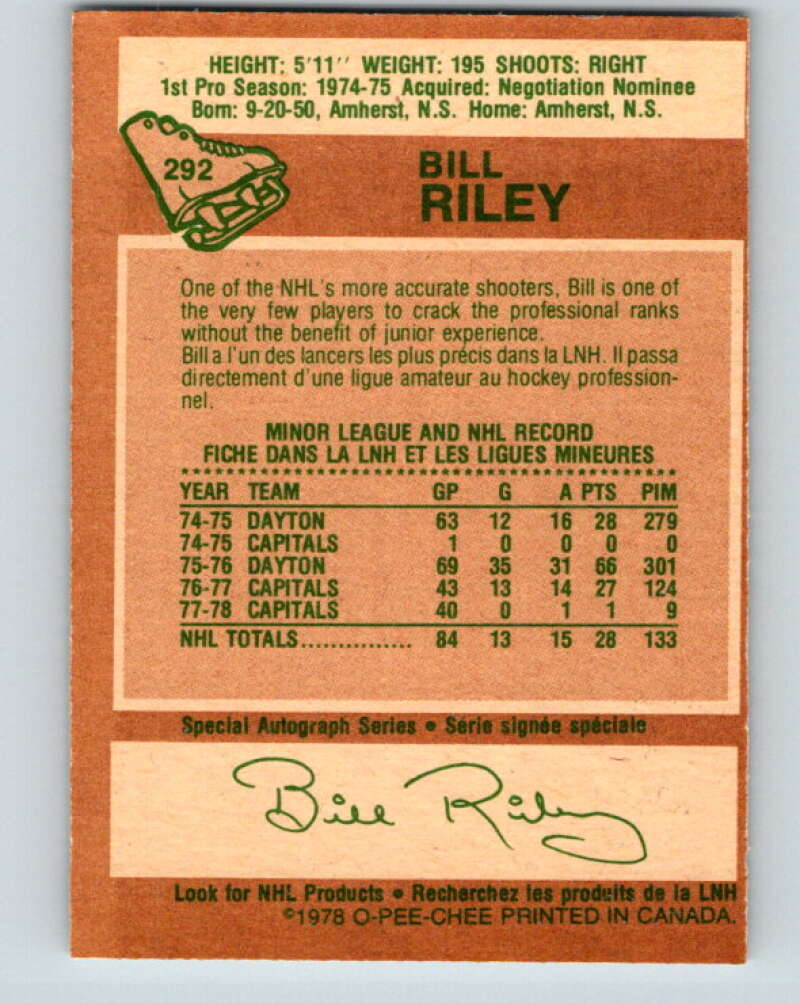 HEIGHT: 5'11'' WEIGHT: 195 SHOOTS: RIGHT
1st Pro Season: 1974-75 Acquired: Negotiation Nominee
Born: 9-20-50, Amherst, N.S. Home: Amherst, N.S.
292
BILL
RILEY
One of the NHL's more accurate shooters, Bill is one of
the very few players to crack the professional ranks
without the benefit of junior experience.
Bill a l'un des lancers les plus précis dans la LNH. Il passa
directement d'une ligue amateur au hockey profession-
nel.
MINOR LEAGUE AND NHL RECORD
FICHE DANS LA LNH ET LES LIGUES MINEURES
YEAR TEAM GP G A PTS PIM
74-75 DAYTON 63 12 16 28 279
74-75 CAPITALS 1 0 0 0 0
75-76 DAYTON 69 35 31 66 301
76-77 CAPITALS 43 13 14 27 124
77-78 CAPITALS 40 0 1 1 9
NHL TOTALS............... 84 13 15 28 133
Special Autograph Series • Série signée spéciale
Bill Riley
Look for NHL Products • Recherchez les produits de la LNH
©1978 O-PEE-CHEE PRINTED IN CANADA.